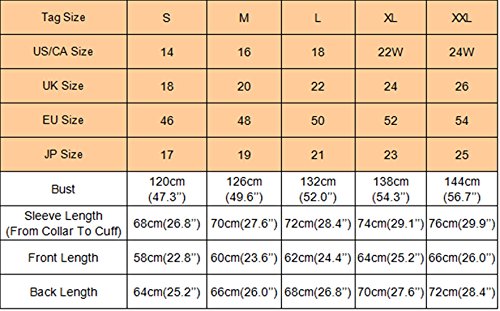 Tag Size S M L XL XXL
US/CA Size 14 16 18 22W 24W
UK Size 18 20 22 24 26
EU Size 46 48 50 52 54
JP Size 17 19 21 23 25
Bust 120cm (47.3'') 126cm (49.6'') 132cm (52.0'') 138cm (54.3'') 144cm (56.7'')
Sleeve Length (From Collar To Cuff) 68cm(26.8'') 70cm(27.6'') 72cm(28.4'') 74cm(29.1'') 76cm(29.9'')
Front Length 58cm(22.8'') 60cm(23.6'') 62cm(24.4'') 64cm(25.2'') 66cm(26.0'')
Back Length 64cm(25.2'') 66cm(26.0'') 68cm(26.8'') 70cm(27.6'') 72cm(28.4'')